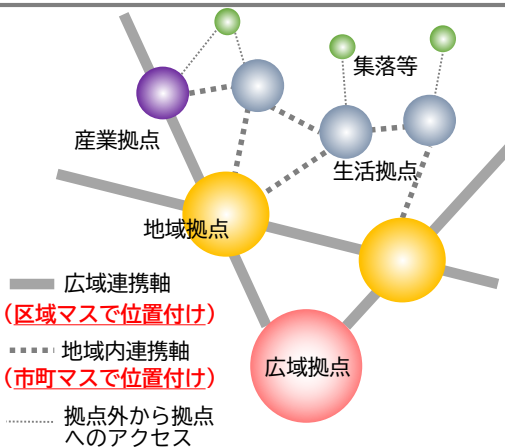 集落等
産業拠点
生活拠点
地域拠点
広域連携軸
（区域マスで位置付け）
地域内連携軸
（市町マスで位置付け）
広域拠点
拠点外から拠点
へのアクセス